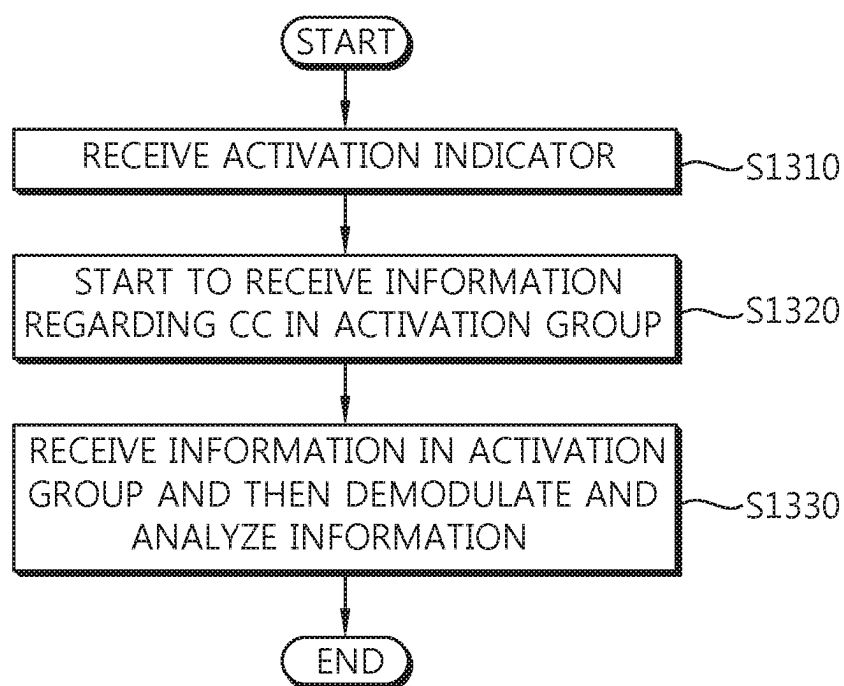 START
RECEIVE ACTIVATION INDICATOR
S1310
START TO RECEIVE INFORMATION
REGARDING CC IN ACTIVATION GROUP
S1320
RECEIVE INFORMATION IN ACTIVATION
GROUP AND THEN DEMODULATE AND
ANALYZE INFORMATION
S1330
END